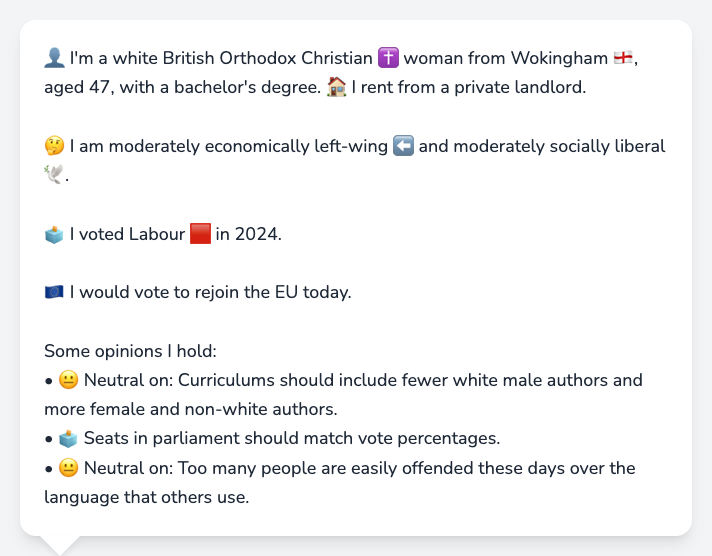 👤 I'm a white British Orthodox Christian ✝️ woman from Wokingham 🏴󠁧󠁢󠁥󠁮󠁧󠁿,
aged 47, with a bachelor's degree. 🏠 I rent from a private landlord.
🤔 I am moderately economically left-wing ⬅️ and moderately socially liberal
🕊️.
🗳️ I voted Labour 🟥 in 2024.
🇪🇺 I would vote to rejoin the EU today.
Some opinions I hold:
• 😐 Neutral on: Curriculums should include fewer white male authors and
more female and non-white authors.
• 🗳️ Seats in parliament should match vote percentages.
• 😐 Neutral on: Too many people are easily offended these days over the
language that others use.